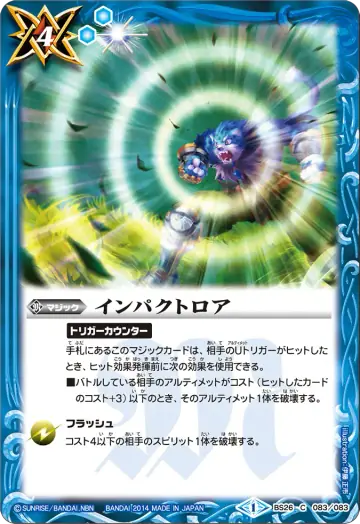 4
マジック インパクトロア
トリガーカウンター
手札にあるこのマジックカードは、相手のUトリガーがヒットした
とき、ヒット効果発揮前に次の効果を使用できる。
■バトルしている相手のアルティメットがコスト〈ヒットしたカード
のコスト+3〉以下のとき、そのアルティメット1体を破壊する。
フラッシュ
コスト4以下の相手のスピリット1体を破壊する。
Illustration: 伊藤 正市
©SUNRISE/BANDAI,NBN BANDAI 2014 MADE IN JAPAN 1 BS26 - C 083/083